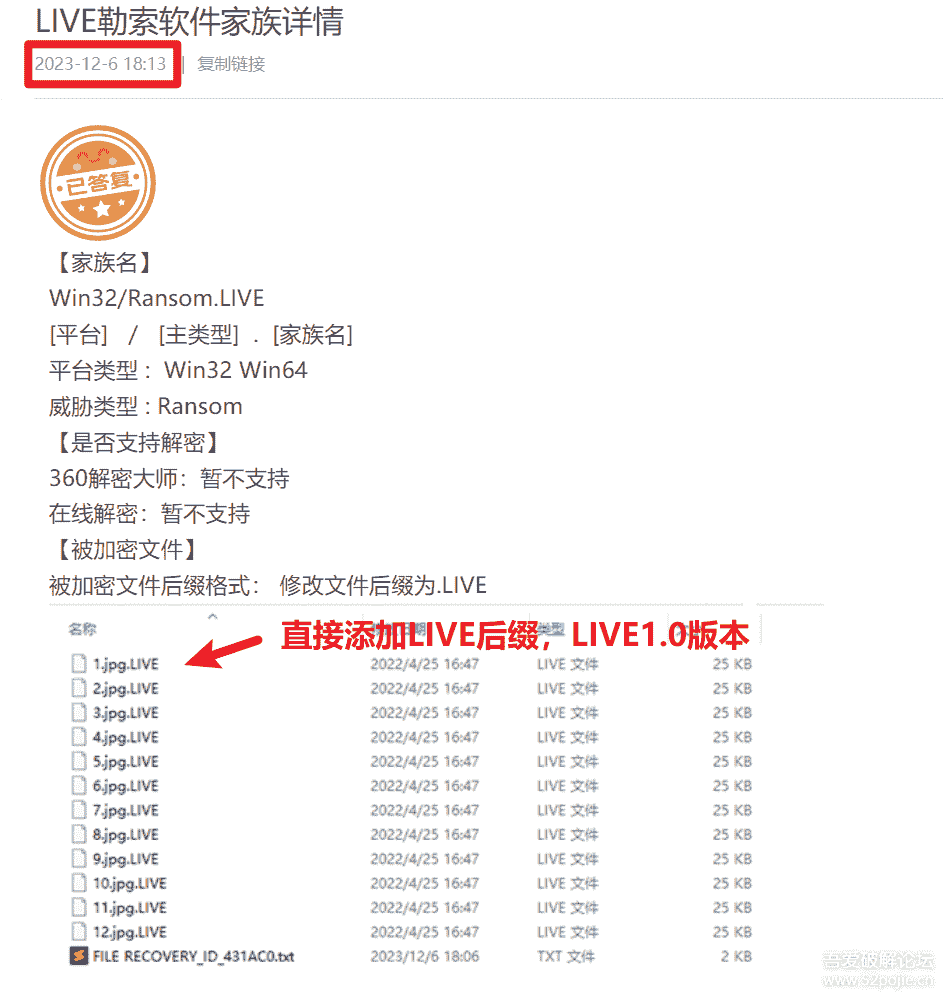 LIVE勒索软件家族详情
2023-12-6 18:13 | 复制链接
已答复
【家族名】
Win32/Ransom.LIVE
[平台] / [主类型] . [家族名]
平台类型： Win32 Win64
威胁类型 : Ransom
【是否支持解密】
360解密大师：暂不支持
在线解密：暂不支持
【被加密文件】
被加密文件后缀格式： 修改文件后缀为.LIVE
名称 类型
直接添加LIVE后缀，LIVE1.0版本
1.jpg.LIVE 2022/4/25 16:47 LIVE 文件 25 KB
2.jpg.LIVE 2022/4/25 16:47 LIVE 文件 25 KB
3.jpg.LIVE 2022/4/25 16:47 LIVE 文件 25 KB
4.jpg.LIVE 2022/4/25 16:47 LIVE 文件 25 KB
5.jpg.LIVE 2022/4/25 16:47 LIVE 文件 25 KB
6.jpg.LIVE 2022/4/25 16:47 LIVE 文件 25 KB
7.jpg.LIVE 2022/4/25 16:47 LIVE 文件 25 KB
8.jpg.LIVE 2022/4/25 16:47 LIVE 文件 25 KB
9.jpg.LIVE 2022/4/25 16:47 LIVE 文件 25 KB
10.jpg.LIVE 2022/4/25 16:47 LIVE 文件 25 KB
11.jpg.LIVE 2022/4/25 16:47 LIVE 文件 25 KB
12.jpg.LIVE 2022/4/25 16:47 LIVE 文件 25 KB
FILE RECOVERY_ID_431AC0.txt 2023/12/6 18:06 TXT 文件 2 KB
吾爱破解论坛
www.52pojie.cn